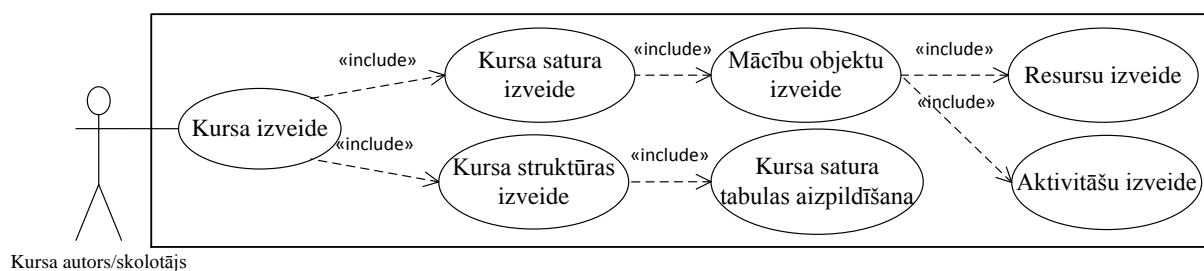 «include»
Kursa satura
izveide
«include»
Mācību objektu
izveide
«include»
Resursu izveide
«include»
Kursa izveide
«include»
Kursa struktūras
izveide
«include»
Kursa satura
tabulas aizpildīšana
Aktivitāšu izveide
Kursa autors/skolotājs